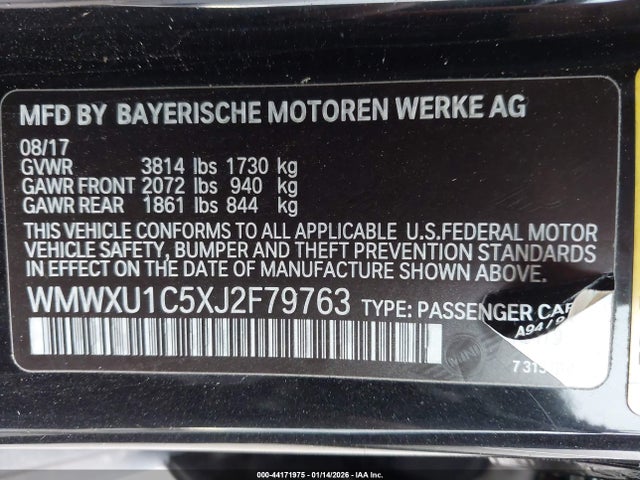 MFD BY BAYERISCHE MOTOREN WERKE AG
08/17
GVWR 3814 lbs 1730 kg
GAWR FRONT 2072 lbs 940 kg
GAWR REAR 1861 lbs 844 kg
THIS VEHICLE CONFORMS TO ALL APPLICABLE U.S.FEDERAL MOTOR
VEHICLE SAFETY, BUMPER AND THEFT PREVENTION STANDARDS
IN EFFECT ON THE DATE OF MANUFACTURE SHOWN ABOVE.
WMWXU1C5XJ2F79763 TYPE: PASSENGER CAR
MINI
000-44171975 - 01/14/2026 - IAA Holdings, LLC.